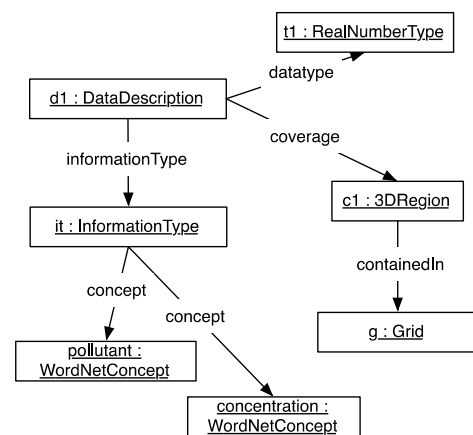 t1 : RealNumberType
datatype
d1 : DataDescription
coverage
informationType
c1 : 3DRegion
it : InformationType
containedIn
concept
concept
g : Grid
pollutant :
WordNetConcept
concentration :
WordNetConcept